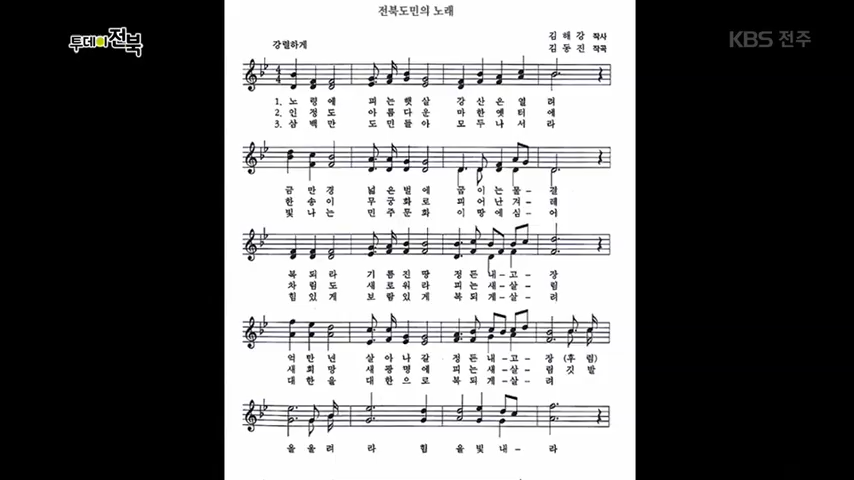 투데이전북
KBS 전주
전북도민의 노래
김해강 작사
김동진 작곡
강렬하게
1. 노령에 피는햇살 강산은열려
2. 인정도 아름다운 마한옛터에
3. 삼백만 도민들아 모두나서라
금만경 넓은벌에 굽이는물-결
한송이 무궁화로 피어난겨-레
빛나는 민주문화 이땅에심-어
복되라 기름진땅 정든내-고-장
차림도 새로워라 피는새-살-림
힘있게 보람있게 복되게-살-려
억만년 살아나갈 정든내-고-장 (후렴)
새희망 새광명에 피는새-살-림 깃발
대한을 대한으로 복되게-살-려
을올려라 힘을빛내-라